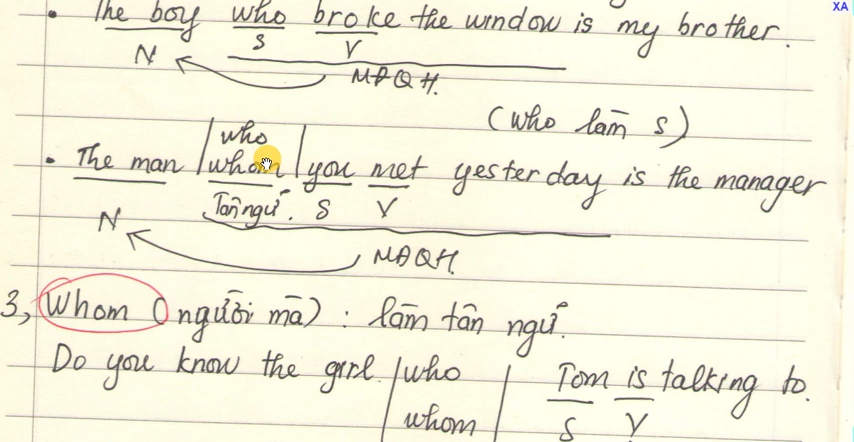 XA
• The boy who broke the window is my brother.
N S V
MĐQH.
(Who làm S)
who
• The man whom you met yesterday is the manager
Tân ngữ. S V
N
MĐQH.
3, Whom (người mà) : làm tân ngữ.
Do you know the girl who Tom is talking to.
whom S V